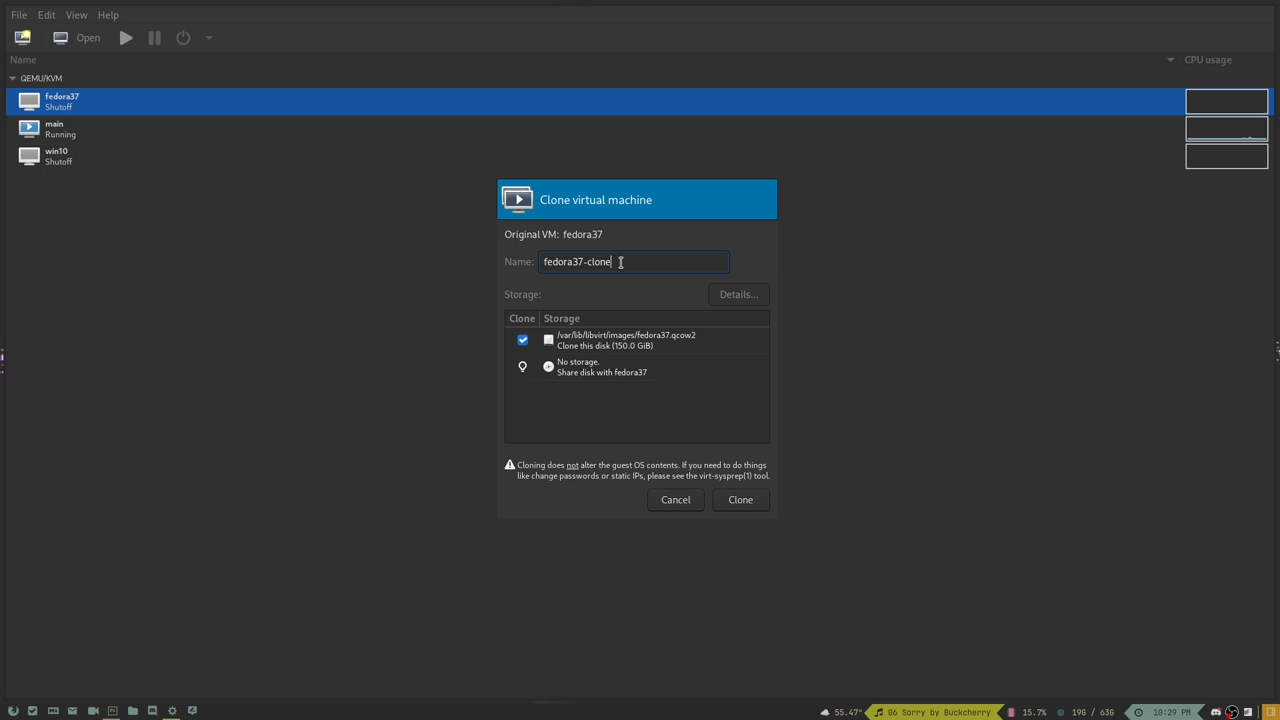 File Edit View Help
Open
Name CPU usage
QEMU/KVM
fedora37
Shutoff
main
Running
win10
Shutoff
Clone virtual machine
Original VM: fedora37
Name: fedora37-clone
Storage: Details...
Clone Storage
/var/lib/libvirt/images/fedora37.qcow2
Clone this disk (150.0 GiB)
No storage.
Share disk with fedora37
Cloning does not alter the guest OS contents. If you need to do things
like change passwords or static IPs, please see the virt-sysprep(1) tool.
Cancel Clone
55.47° 06 Sorry by Buckcherry 15.7% 19G / 63G 10:29 PM